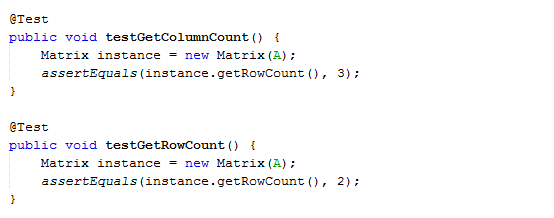 @Test
public void testGetColumnCount() {
    Matrix instance = new Matrix(A);
    assertEquals(instance.getRowCount(), 3);
}

@Test
public void testGetRowCount() {
    Matrix instance = new Matrix(A);
    assertEquals(instance.getRowCount(), 2);
}